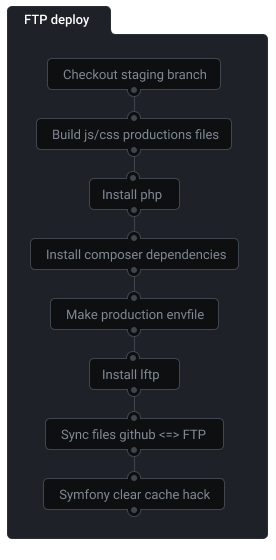 FTP deploy
Checkout staging branch
Build js/css productions files
Install php
Install composer dependencies
Make production envfile
Install lftp
Sync files github <=> FTP
Symfony clear cache hack